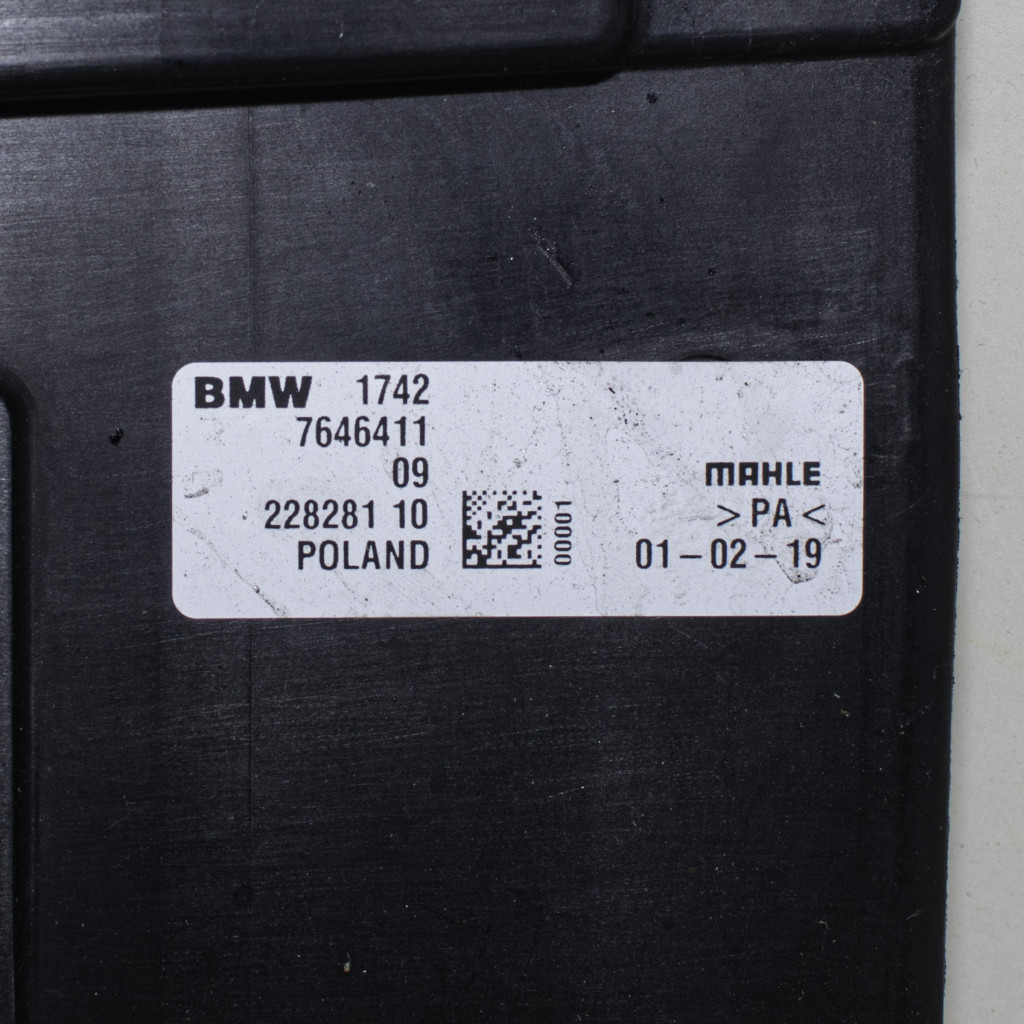 BMW 1742
7646411
09
228281 10
POLAND
00001
MAHLE
>PA<
01-02-19